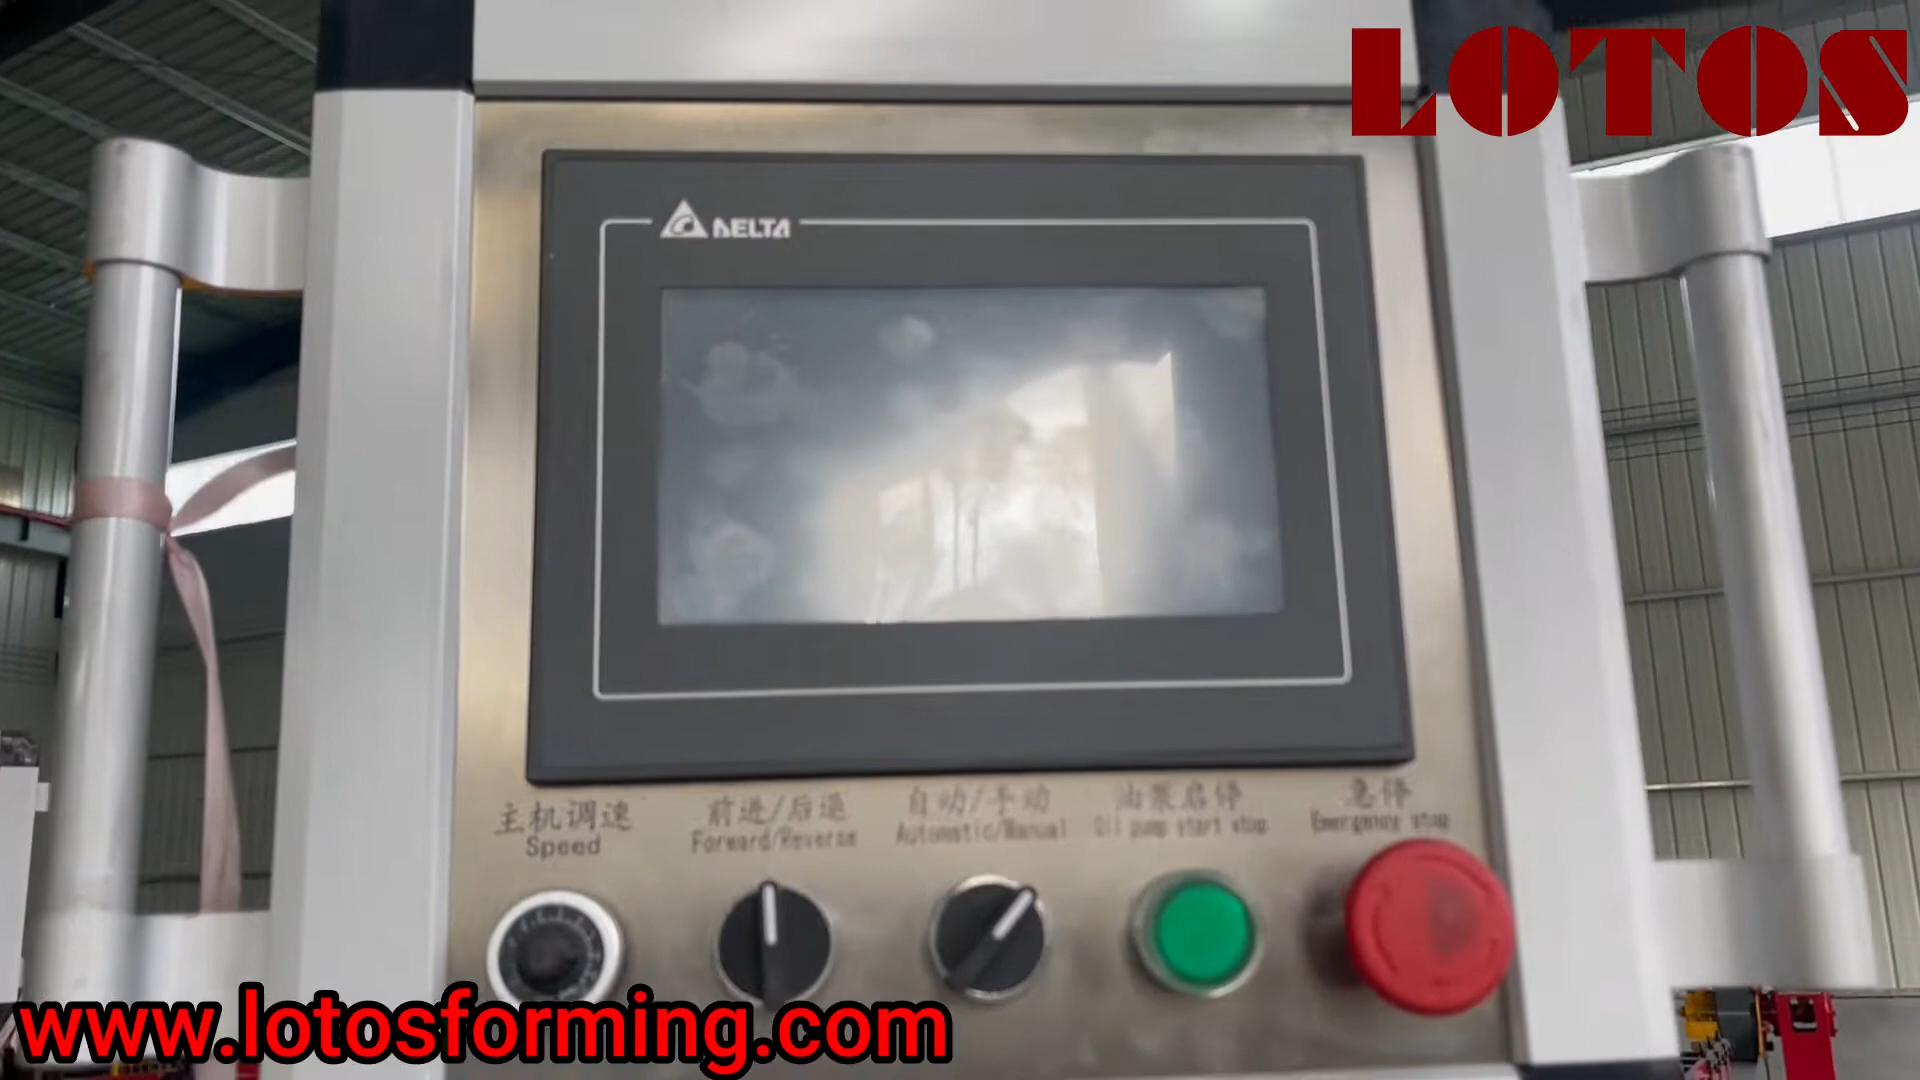 LOTOS
DELTA
主机调速
Speed
前进/后退
Forward/Reverse
自动/手动
Automatic/Manual
油泵启停
Oil pump start stop
急停
Emergency stop
www.lotosforming.com